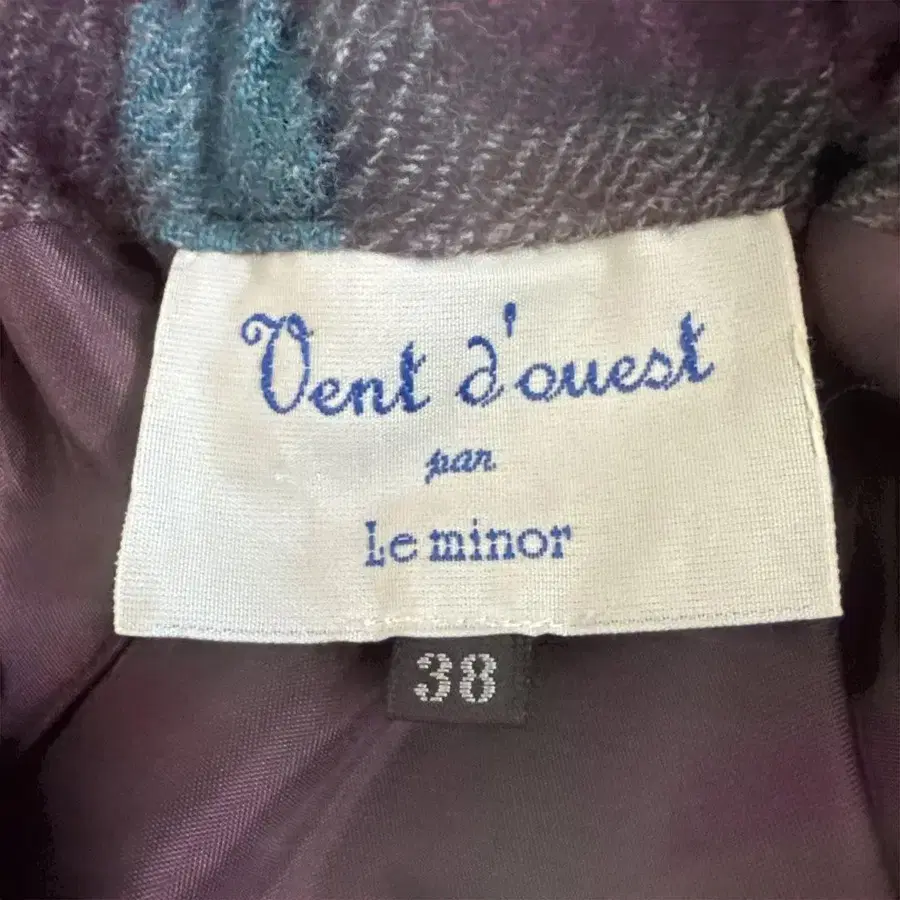 Vent d'ouest
par
Le minor
38